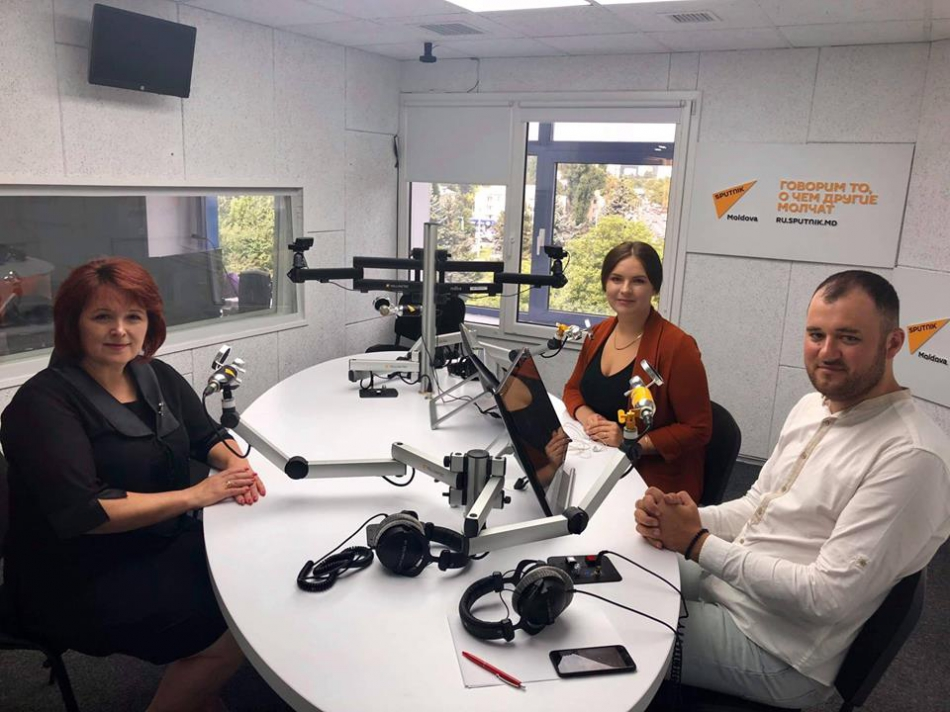 SPUTNIK
Moldova
ГОВОРИМ ТО,
О ЧЕМ ДРУГИЕ
МОЛЧАТ
RU.SPUTNIK.MD
SPUTNIK
Moldova